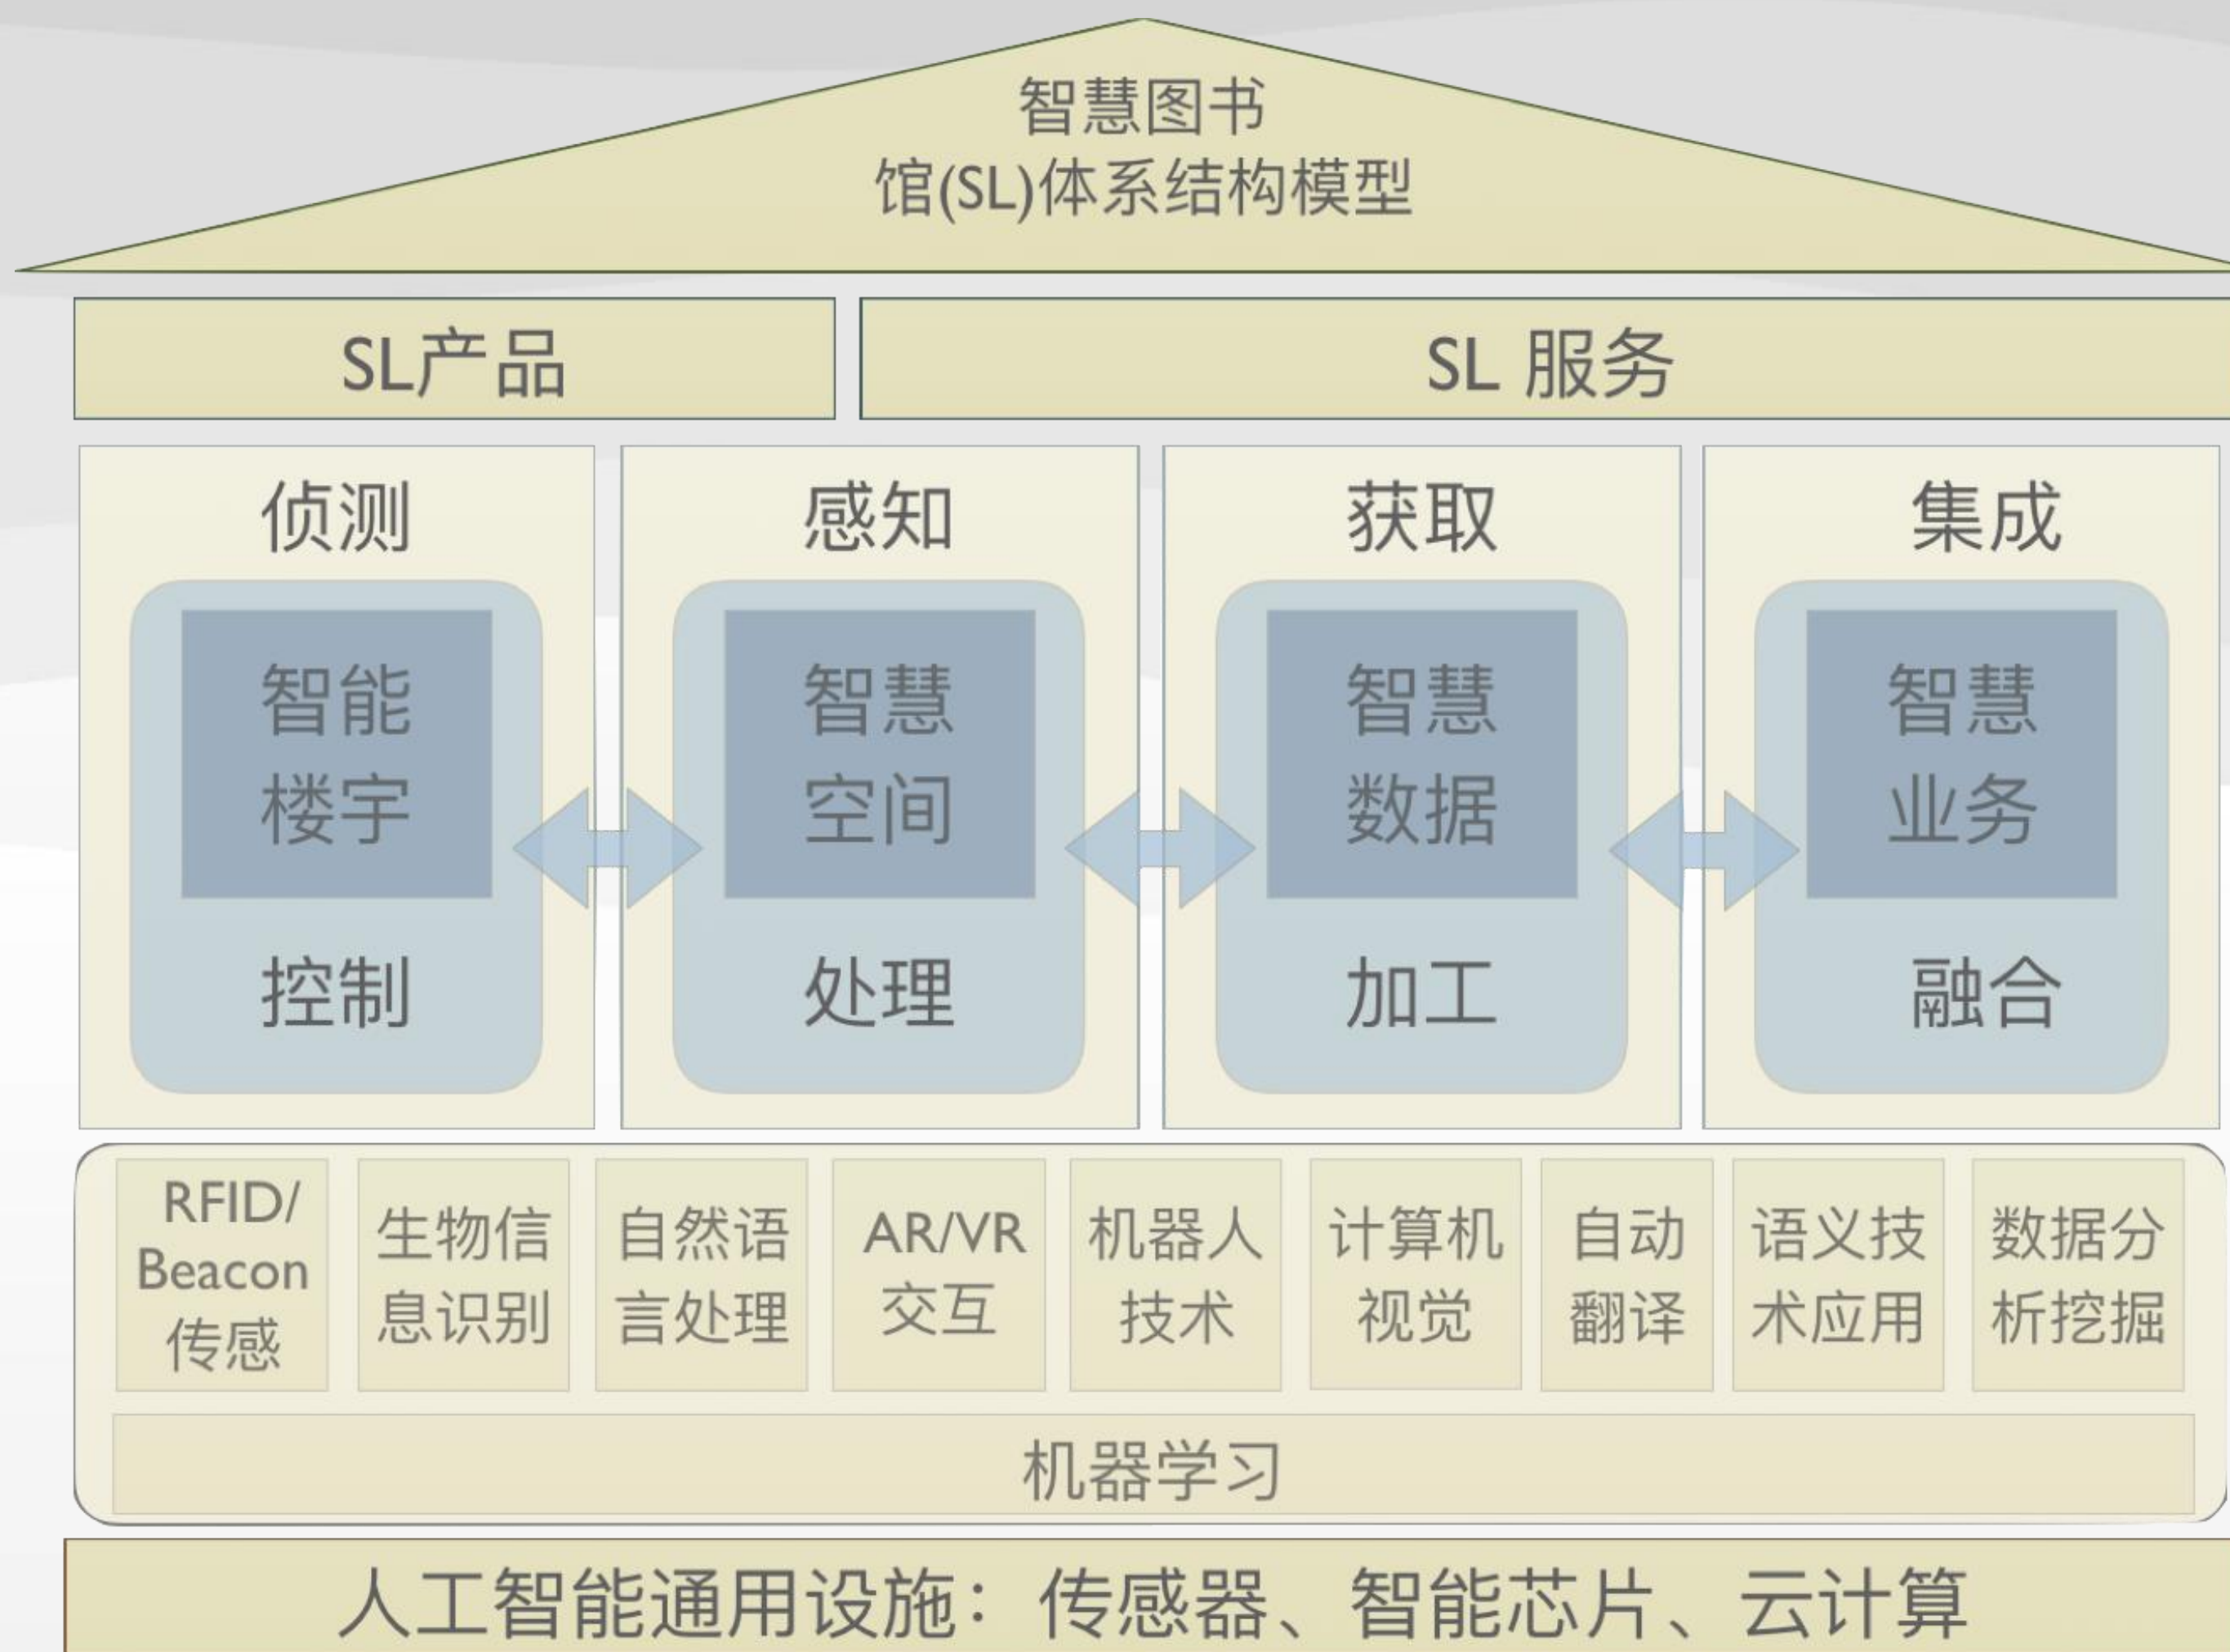 智慧图书
馆(SL)体系结构模型
SL产品
SL 服务
侦测
感知
获取
集成
智能
楼宇
智慧
空间
智慧
数据
智慧
业务
控制
处理
加工
融合
RFID/
Beacon
传感
生物信
息识别
自然语
言处理
AR/VR
交互
机器人
技术
计算机
视觉
自动
翻译
语义技
术应用
数据分
析挖掘
机器学习
人工智能通用设施：传感器、智能芯片、云计算